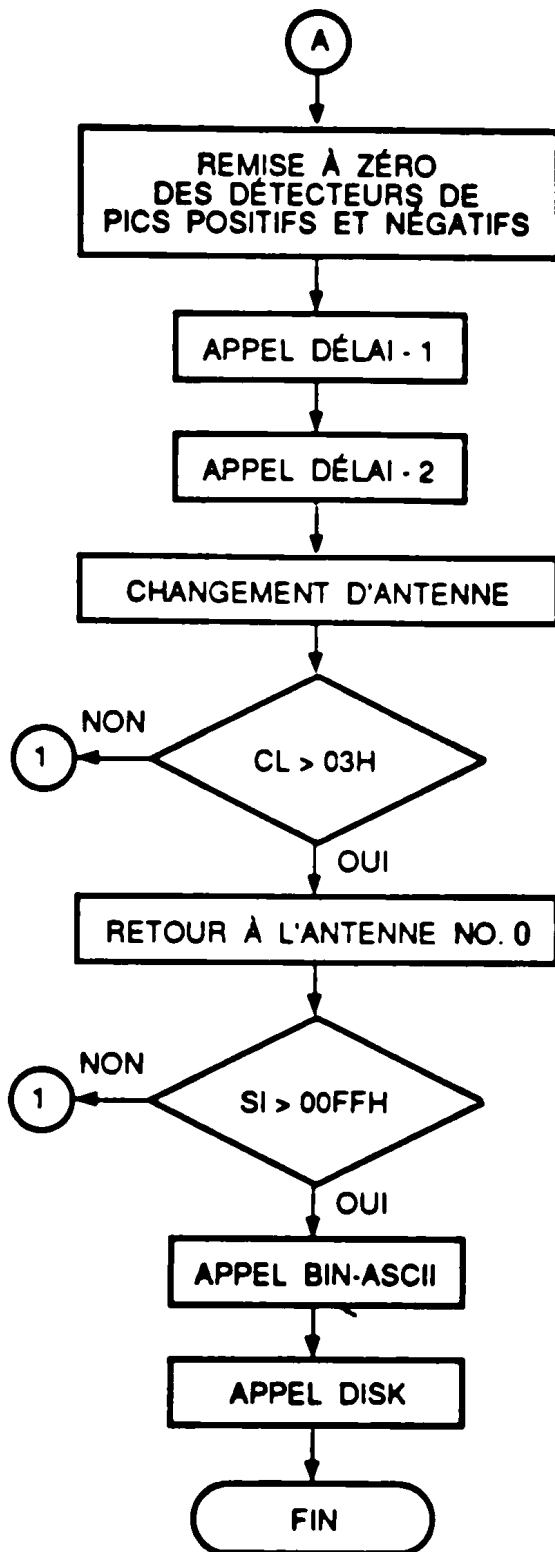 A
REMISE À ZÉRO
DES DÉTECTEURS DE
PICS POSITIFS ET NÉGATIFS
APPEL DÉLAI - 1
APPEL DÉLAI - 2
CHANGEMENT D'ANTENNE
NON
1
CL > 03H
OUI
RETOUR À L'ANTENNE NO. 0
NON
1
SI > 00FFH
OUI
APPEL BIN-ASCII
APPEL DISK
FIN